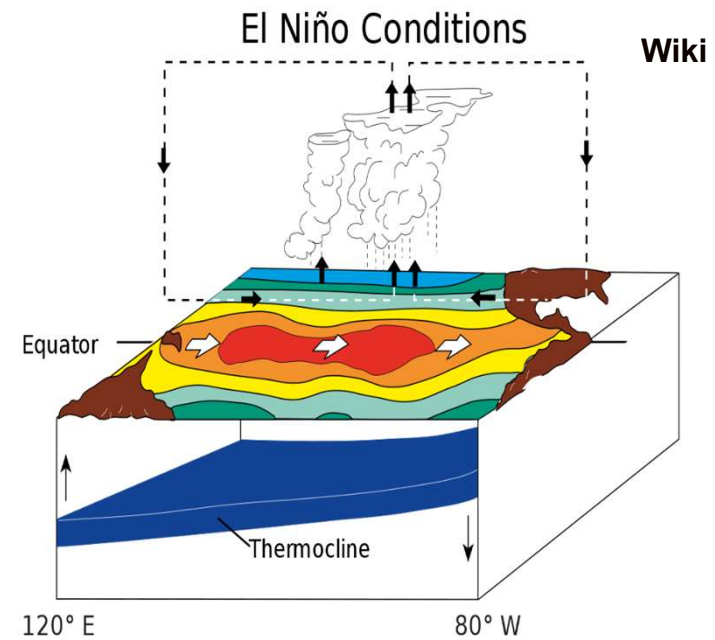 El Niño Conditions
Wiki
Equator
Thermocline
120° E
80° W